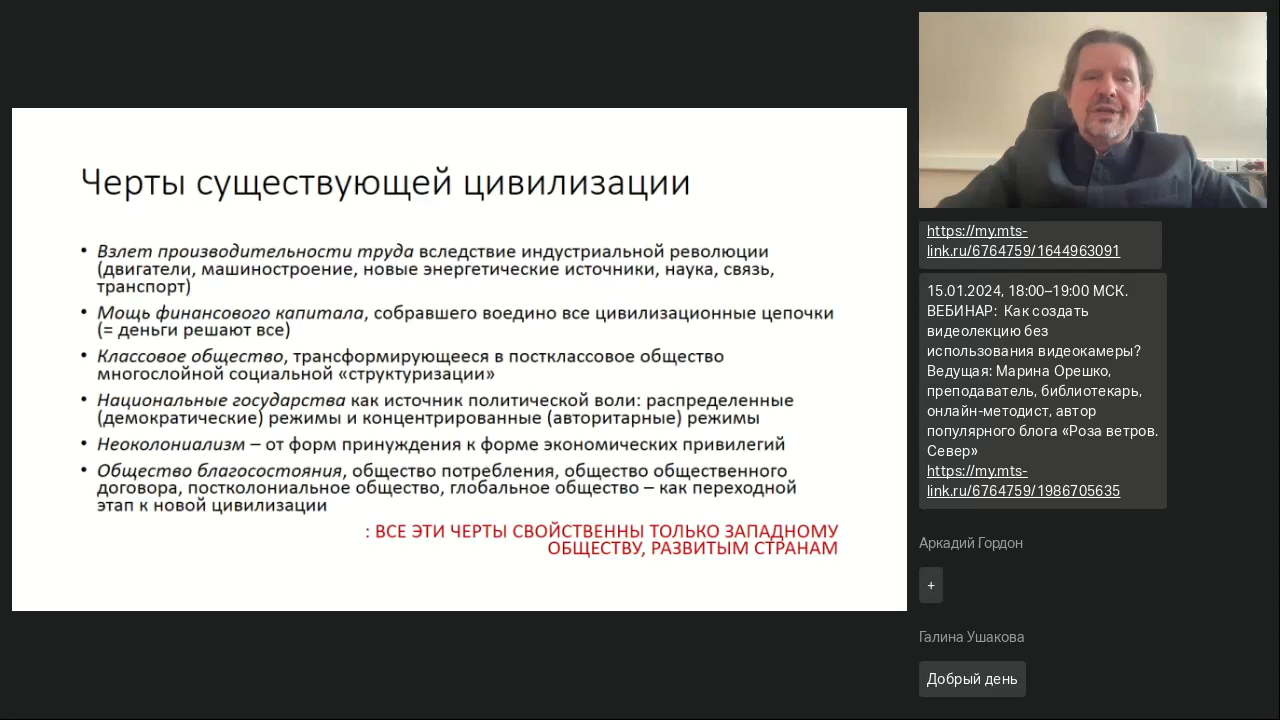 Черты существующей цивилизации
• Взлет производительности труда вследствие индустриальной революции
(двигатели, машиностроение, новые энергетические источники, наука, связь,
транспорт)
• Мощь финансового капитала, собравшего воедино все цивилизационные цепочки
(= деньги решают все)
• Классовое общество, трансформирующееся в постклассовое общество
многослойной социальной «структуризации»
• Национальные государства как источник политической воли: распределенные
(демократические) режимы и концентрированные (авторитарные) режимы
• Неоколониализм – от форм принуждения к форме экономических привилегий
• Общество благосостояния, общество потребления, общество общественного
договора, постколониальное общество, глобальное общество – как переходной
этап к новой цивилизации
: ВСЕ ЭТИ ЧЕРТЫ СВОЙСТВЕННЫ ТОЛЬКО ЗАПАДНОМУ
ОБЩЕСТВУ, РАЗВИТЫМ СТРАНАМ
https://my.mts-
link.ru/6764759/1644963091
15.01.2024, 18:00–19:00 МСК.
ВЕБИНАР: Как создать
видеолекцию без
использования видеокамеры?
Ведущая: Марина Орешко,
преподаватель, библиотекарь,
онлайн-методист, автор
популярного блога «Роза ветров.
Север»
https://my.mts-
link.ru/6764759/1986705635
Аркадий Гордон
+
Галина Ушакова
Добрый день